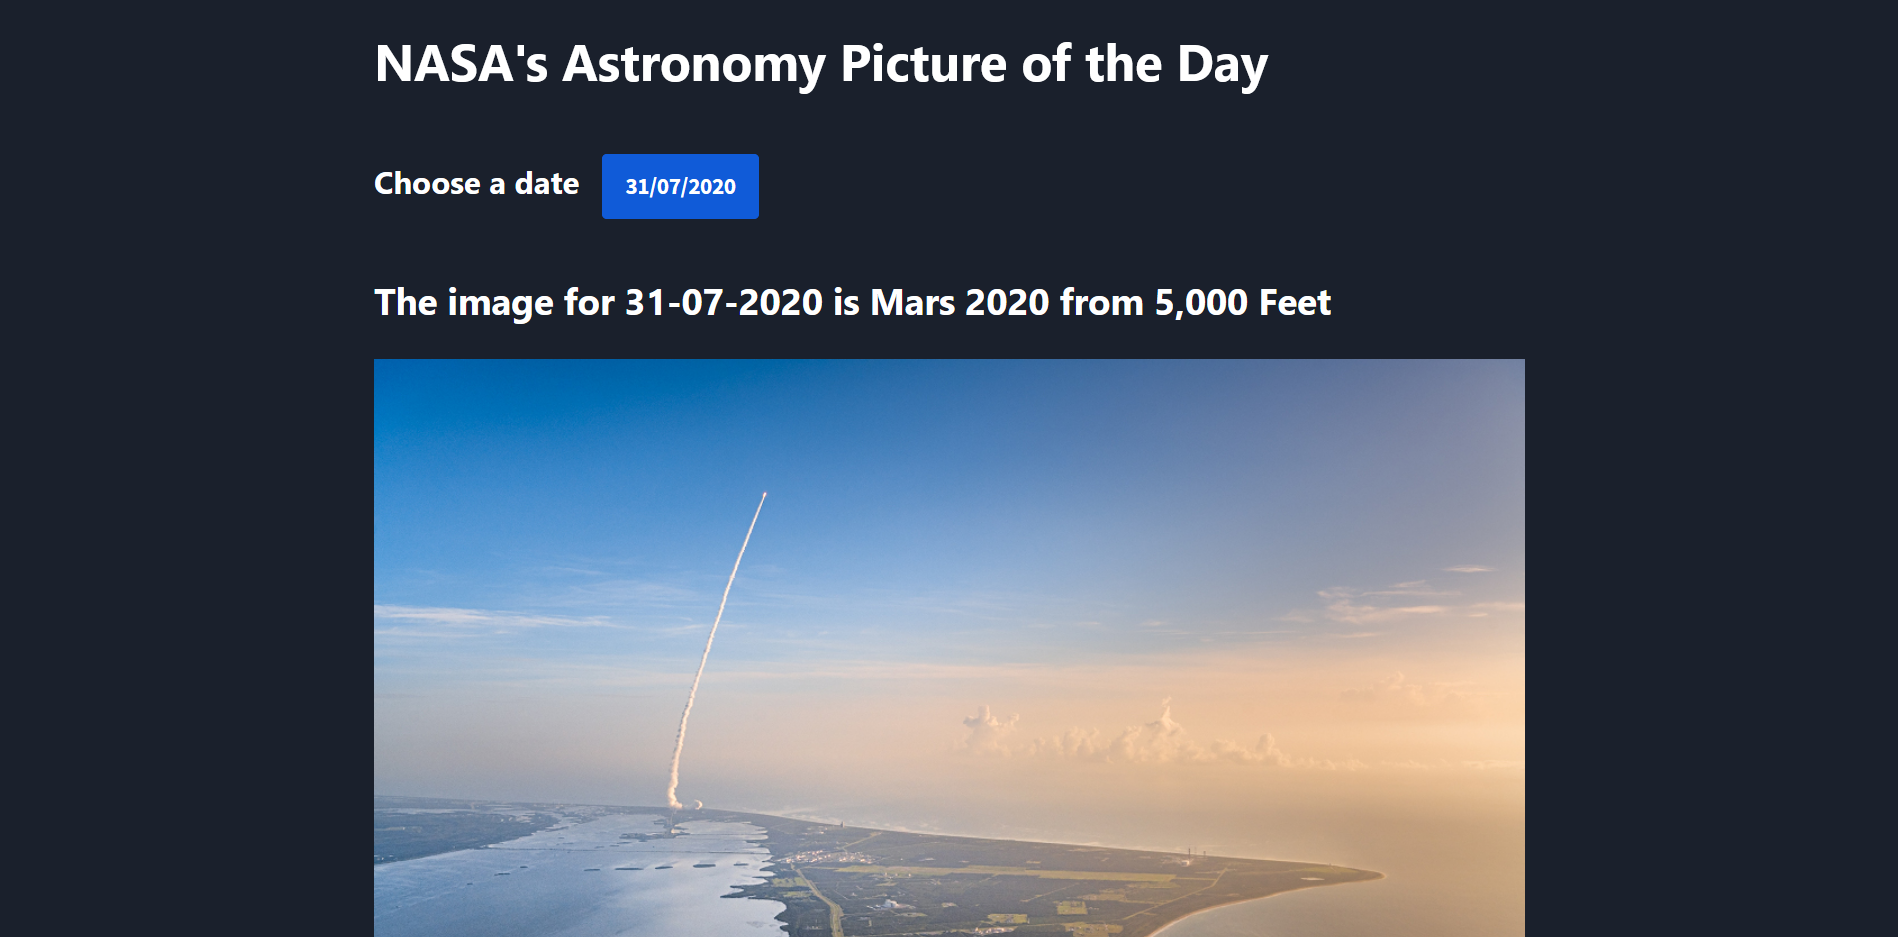 NASA's Astronomy Picture of the Day
Choose a date
31/07/2020
The image for 31-07-2020 is Mars 2020 from 5,000 Feet